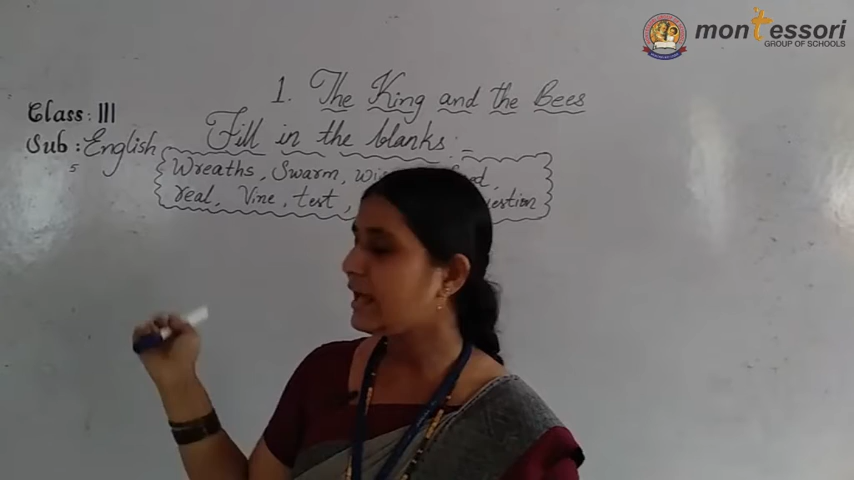 montessori
GROUP OF SCHOOLS
1. The King and the Bees
Class: III
Fill in the blanks:-
Sub: English
Wreaths, Swarm,
real, Vine, test,